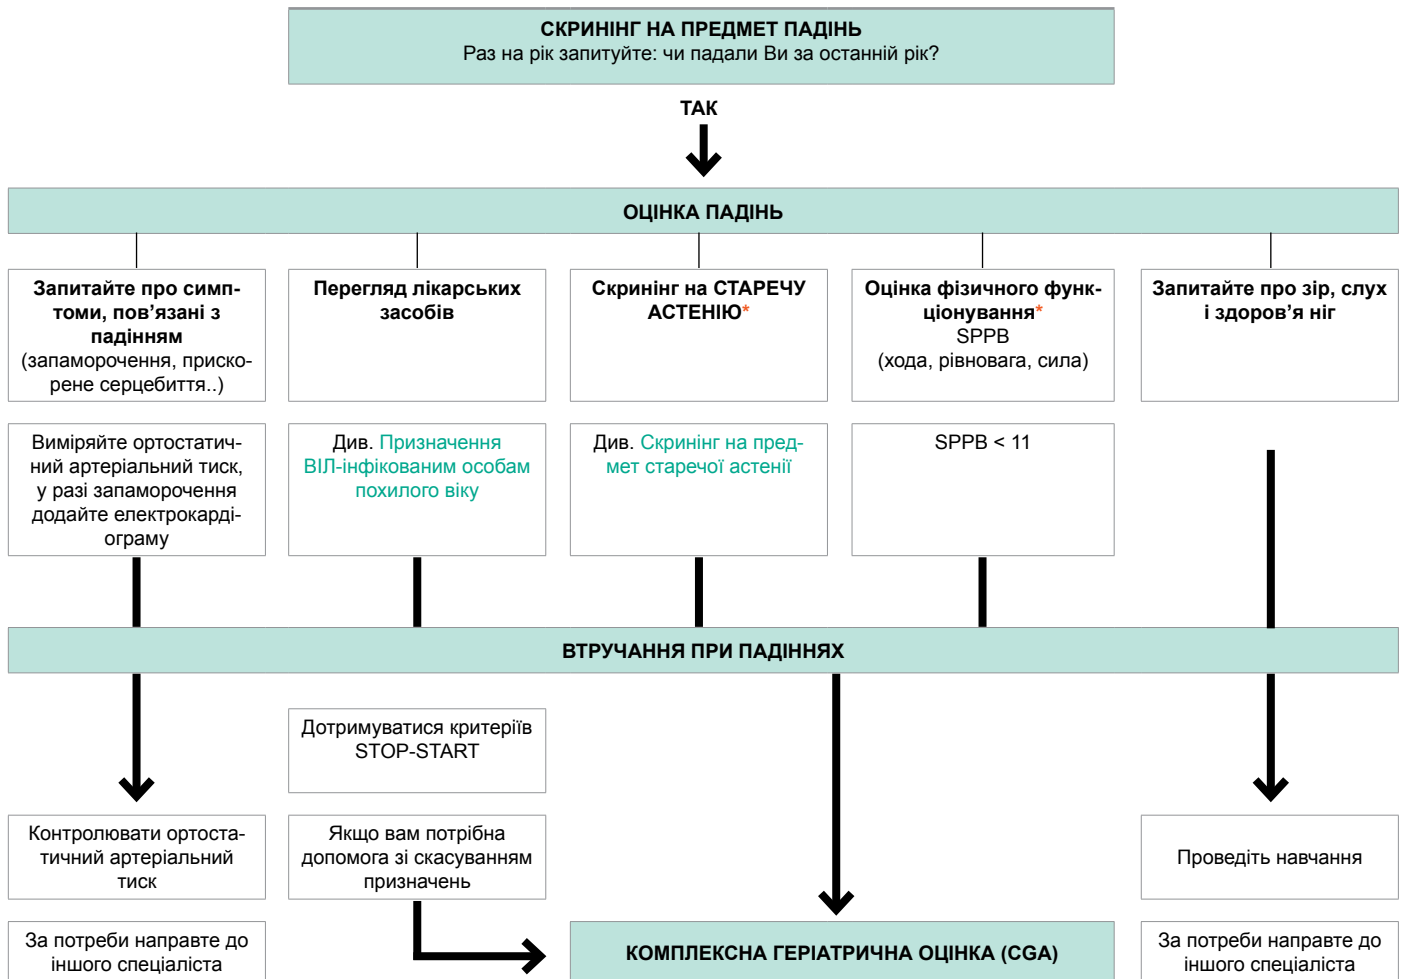 СКРИНІНГ НА ПРЕДМЕТ ПАДІНЬ
Раз на рік запитуйте: чи падали Ви за останній рік?
ТАК
ОЦІНКА ПАДІНЬ
Запитайте про симп-
томи, пов’язані з
падінням
(запаморочення, приско-
рене серцебиття..)
Перегляд лікарських
засобів
Скринінг на СТАРЕЧУ
АСТЕНІЮ*
Оцінка фізичного функ-
ціонування*
SPPB
(хода, рівновага, сила)
Запитайте про зір, слух
і здоров’я ніг
Виміряйте ортостатич-
ний артеріальний тиск,
у разі запаморочення
додайте електрокарді-
ограму
Див. Призначення
ВІЛ-інфікованим особам
похилого віку
Див. Скринінг на пред-
мет старечої астенії
SPPB < 11
ВТРУЧАННЯ ПРИ ПАДІННЯХ
Дотримуватися критеріїв
STOP-START
Контролювати ортоста-
тичний артеріальний
тиск
Якщо вам потрібна
допомога зі скасуванням
призначень
Проведіть навчання
За потреби направте до
іншого спеціаліста
КОМПЛЕКСНА ГЕРІАТРИЧНА ОЦІНКА (CGA)
За потреби направте до
іншого спеціаліста